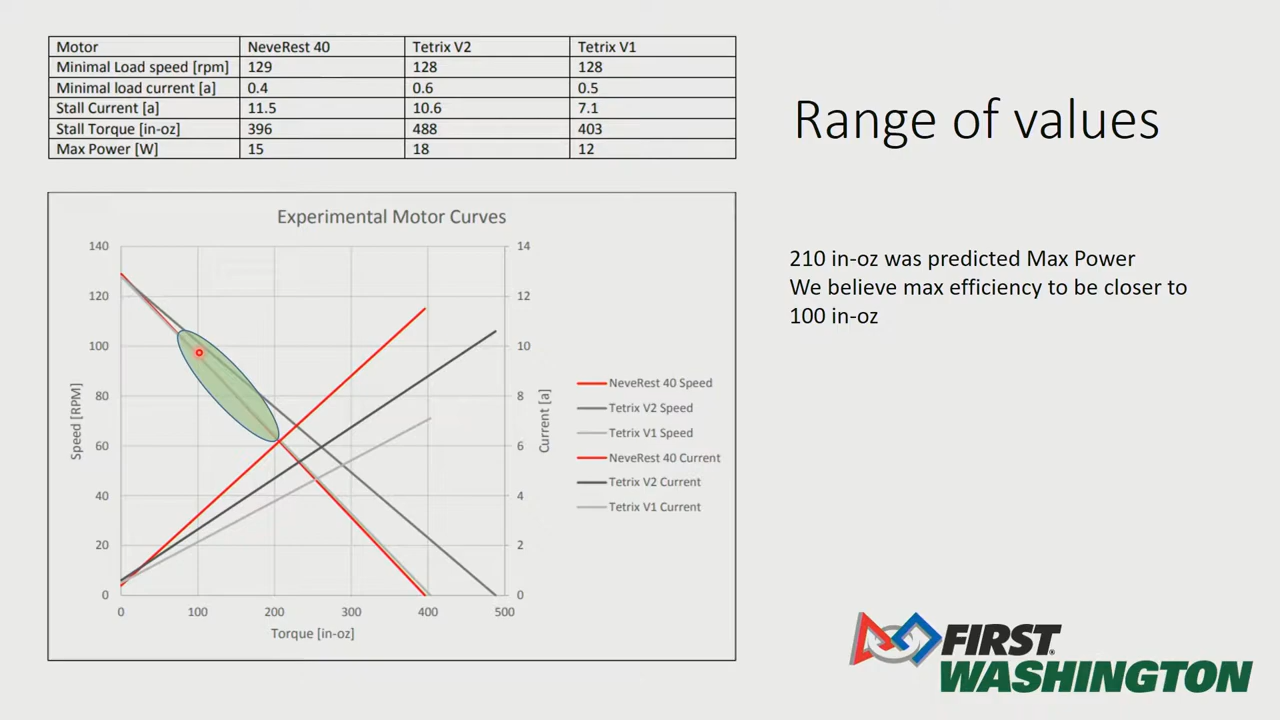 Motor NeveRest 40 Tetrix V2 Tetrix V1
Minimal Load speed [rpm] 129 128 128
Minimal load current [a] 0.4 0.6 0.5
Stall Current [a] 11.5 10.6 7.1
Stall Torque [in-oz] 396 488 403
Max Power [W] 15 18 12
Range of values
210 in-oz was predicted Max Power
We believe max efficiency to be closer to
100 in-oz
Experimental Motor Curves
140
120
100
80
60
40
20
0
Speed [RPM]
0 100 200 300 400 500
Torque [in-oz]
14
12
10
8
6
4
2
0
Current [a]
NeveRest 40 Speed
Tetrix V2 Speed
Tetrix V1 Speed
NeveRest 40 Current
Tetrix V2 Current
Tetrix V1 Current
FIRST®
WASHINGTON